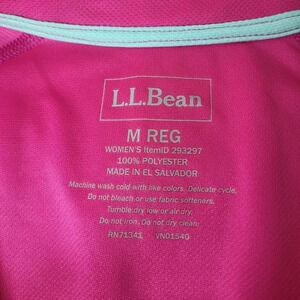 L.L.Bean
M REG
WOMEN'S ItemID 293297
100% POLYESTER
MADE IN EL SALVADOR
Machine wash cold with like colors. Delicate cycle.
Do not bleach or use fabric softeners.
Tumble dry low or air dry.
Do not iron. Do not dry clean.
RN71341 VN01540